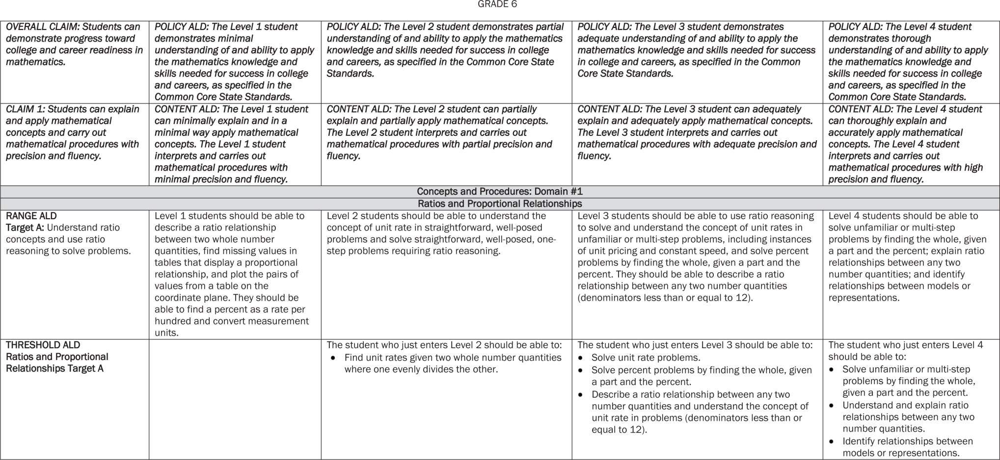 GRADE 6
OVERALL CLAIM: Students can
demonstrate progress toward
college and career readiness in
mathematics.
POLICY ALD: The Level 1 student
demonstrates minimal
understanding of and ability to apply
the mathematics knowledge and
skills needed for success in college
and careers, as specified in the
Common Core State Standards.
POLICY ALD: The Level 2 student demonstrates partial
understanding of and ability to apply the mathematics
knowledge and skills needed for success in college
and careers, as specified in the Common Core State
Standards.
POLICY ALD: The Level 3 student demonstrates
adequate understanding of and ability to apply the
mathematics knowledge and skills needed for success
in college and careers, as specified in the Common
Core State Standards.
POLICY ALD: The Level 4 student
demonstrates thorough
understanding of and ability to apply
the mathematics knowledge and
skills needed for success in college
and careers, as specified in the
Common Core State Standards.
CLAIM 1: Students can explain
and apply mathematical
concepts and carry out
mathematical procedures with
precision and fluency.
CONTENT ALD: The Level 1 student
can minimally explain and in a
minimal way apply mathematical
concepts. The Level 1 student
interprets and carries out
mathematical procedures with
minimal precision and fluency.
CONTENT ALD: The Level 2 student can partially
explain and partially apply mathematical concepts.
The Level 2 student interprets and carries out
mathematical procedures with partial precision and
fluency.
CONTENT ALD: The Level 3 student can adequately
explain and adequately apply mathematical concepts.
The Level 3 student interprets and carries out
mathematical procedures with adequate precision and
fluency.
CONTENT ALD: The Level 4 student
can thoroughly explain and
accurately apply mathematical
concepts. The Level 4 student
interprets and carries out
mathematical procedures with high
precision and fluency.
Concepts and Procedures: Domain #1
Ratios and Proportional Relationships
RANGE ALD
Target A: Understand ratio
concepts and use ratio
reasoning to solve problems.
Level 1 students should be able to
describe a ratio relationship
between two whole number
quantities, find missing values in
tables that display a proportional
relationship, and plot the pairs of
values from a table on the
coordinate plane. They should be
able to find a percent as a rate per
hundred and convert measurement
units.
Level 2 students should be able to understand the
concept of unit rate in straightforward, well-posed
problems and solve straightforward, well-posed, one-
step problems requiring ratio reasoning.
Level 3 students should be able to use ratio reasoning
to solve and understand the concept of unit rates in
unfamiliar or multi-step problems, including instances
of unit pricing and constant speed, and solve percent
problems by finding the whole, given a part and the
percent. They should be able to describe a ratio
relationship between any two number quantities
(denominators less than or equal to 12).
Level 4 students should be able to
solve unfamiliar or multi-step
problems by finding the whole, given
a part and the percent; explain ratio
relationships between any two
number quantities; and identify
relationships between models or
representations.
THRESHOLD ALD
Ratios and Proportional
Relationships Target A
The student who just enters Level 2 should be able to:
• Find unit rates given two whole number quantities
where one evenly divides the other.
The student who just enters Level 3 should be able to:
• Solve unit rate problems.
• Solve percent problems by finding the whole, given
a part and the percent.
• Describe a ratio relationship between any two
number quantities and understand the concept of
unit rate in problems (denominators less than or
equal to 12).
The student who just enters Level 4
should be able to:
• Solve unfamiliar or multi-step
problems by finding the whole,
given a part and the percent.
• Understand and explain ratio
relationships between any two
number quantities.
• Identify relationships between
models or representations.